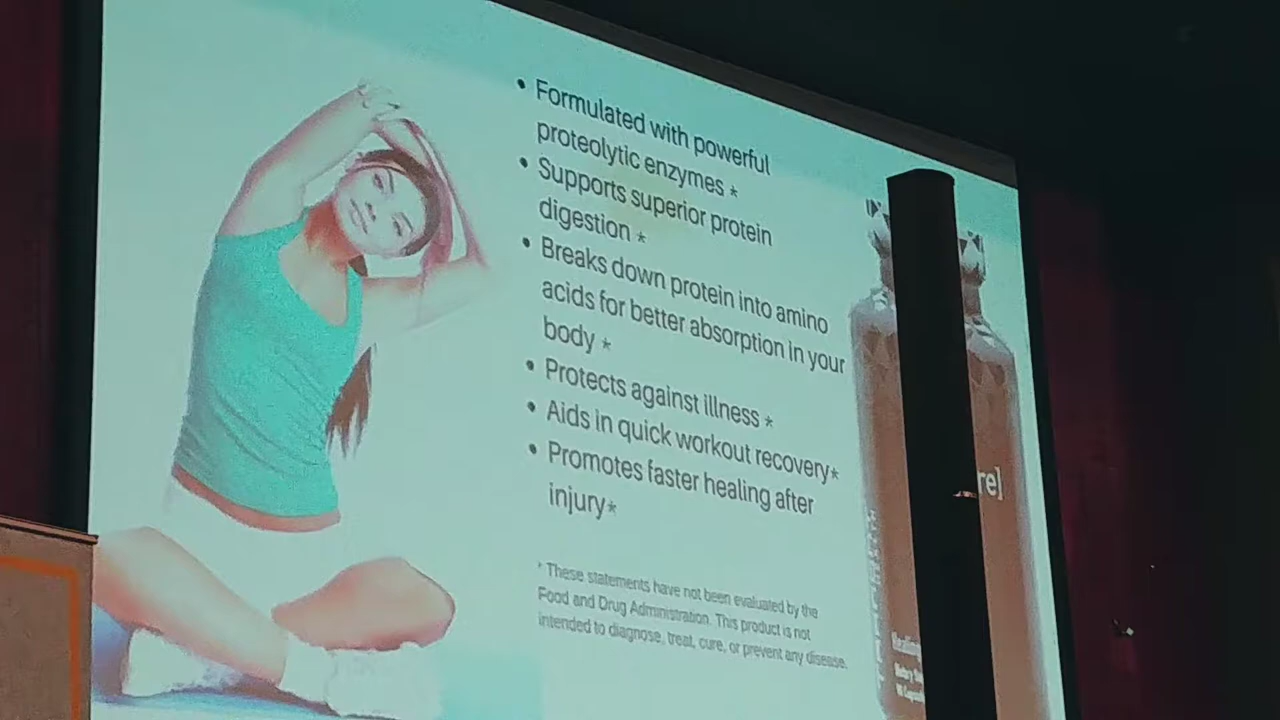 • Formulated with powerful
proteolytic enzymes *
• Supports superior protein
digestion *
• Breaks down protein into amino
acids for better absorption in your
body *
• Protects against illness *
• Aids in quick workout recovery*
• Promotes faster healing after
injury*
* These statements have not been evaluated by the
Food and Drug Administration. This product is not
intended to diagnose, treat, cure, or prevent any disease.
re]